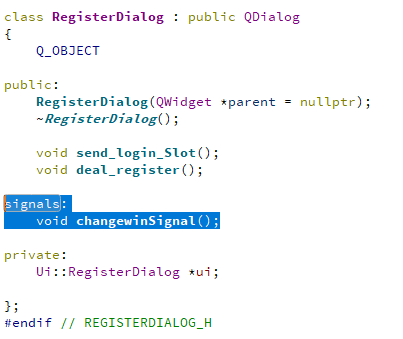 class RegisterDialog : public QDialog
{
    Q_OBJECT
public:
    RegisterDialog(QWidget *parent = nullptr);
    ~RegisterDialog();
    void send_login_Slot();
    void deal_register();
signals:
    void changewinSignal();
private:
    Ui::RegisterDialog *ui;
};
#endif // REGISTERDIALOG_H